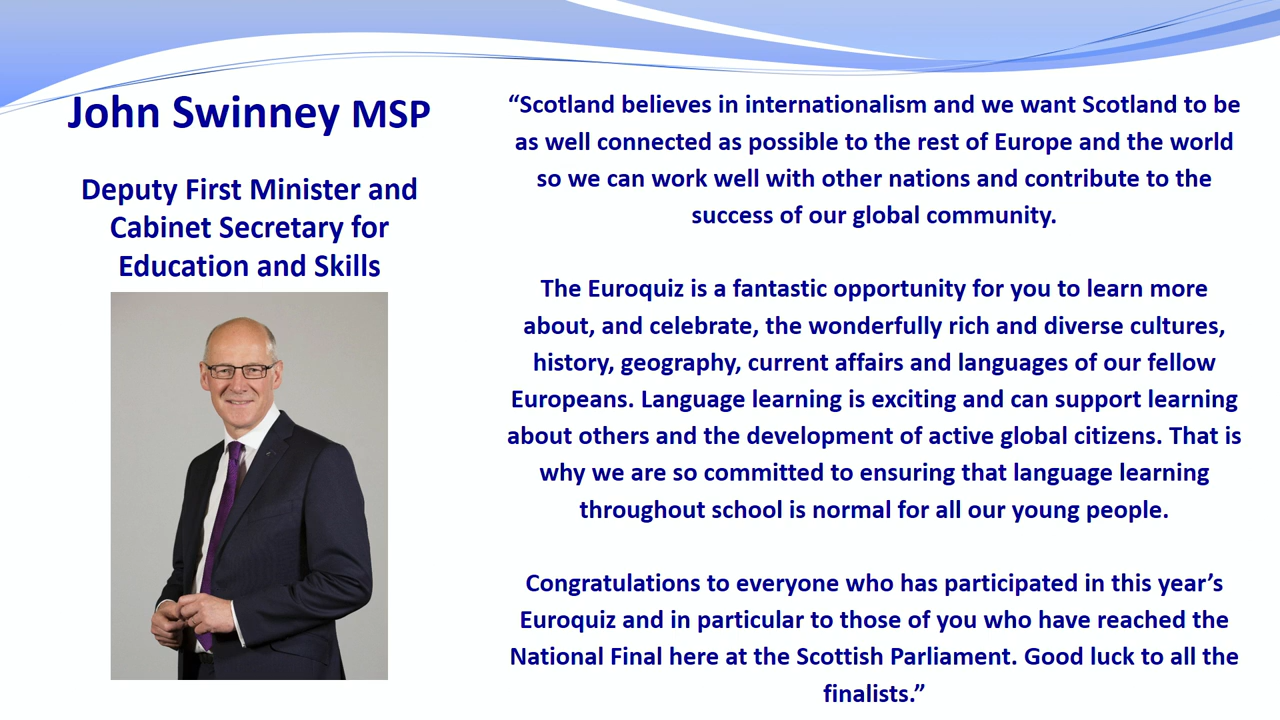 John Swinney MSP
Deputy First Minister and
Cabinet Secretary for
Education and Skills
“Scotland believes in internationalism and we want Scotland to be
as well connected as possible to the rest of Europe and the world
so we can work well with other nations and contribute to the
success of our global community.
The Euroquiz is a fantastic opportunity for you to learn more
about, and celebrate, the wonderfully rich and diverse cultures,
history, geography, current affairs and languages of our fellow
Europeans. Language learning is exciting and can support learning
about others and the development of active global citizens. That is
why we are so committed to ensuring that language learning
throughout school is normal for all our young people.
Congratulations to everyone who has participated in this year’s
Euroquiz and in particular to those of you who have reached the
National Final here at the Scottish Parliament. Good luck to all the
finalists.”